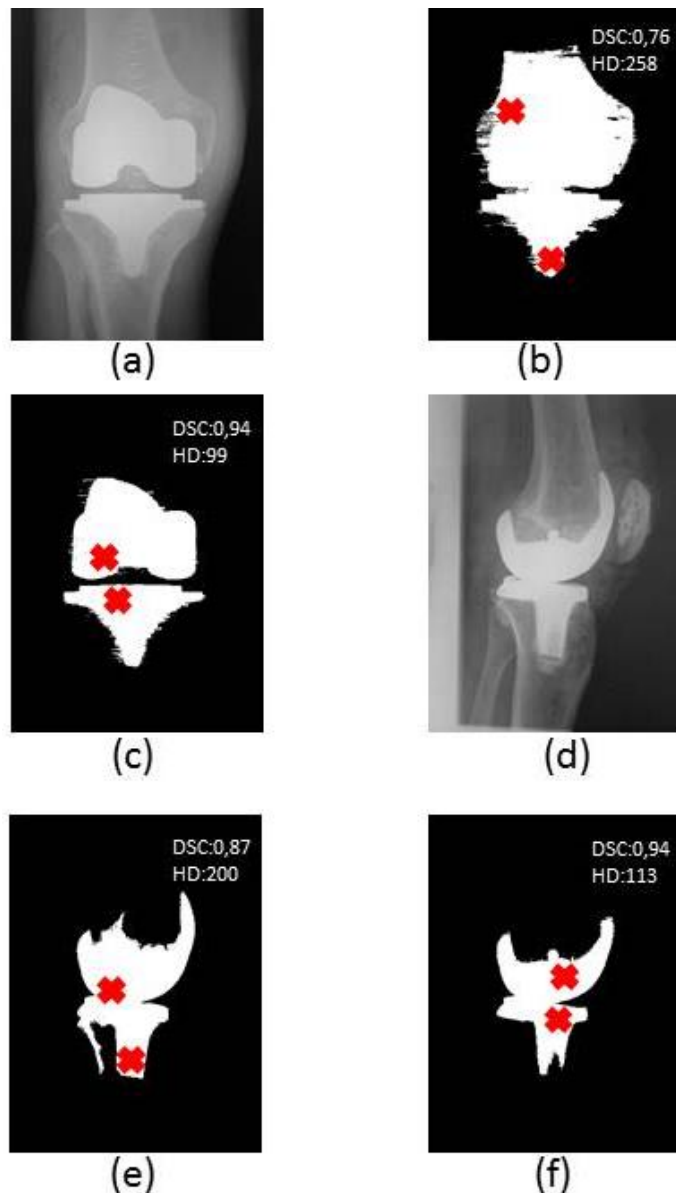 DSC:0,76
HD:258
(a)
(b)
DSC:0,94
HD:99
(c)
(d)
DSC:0,87
HD:200
DSC:0,94
HD:113
(e)
(f)